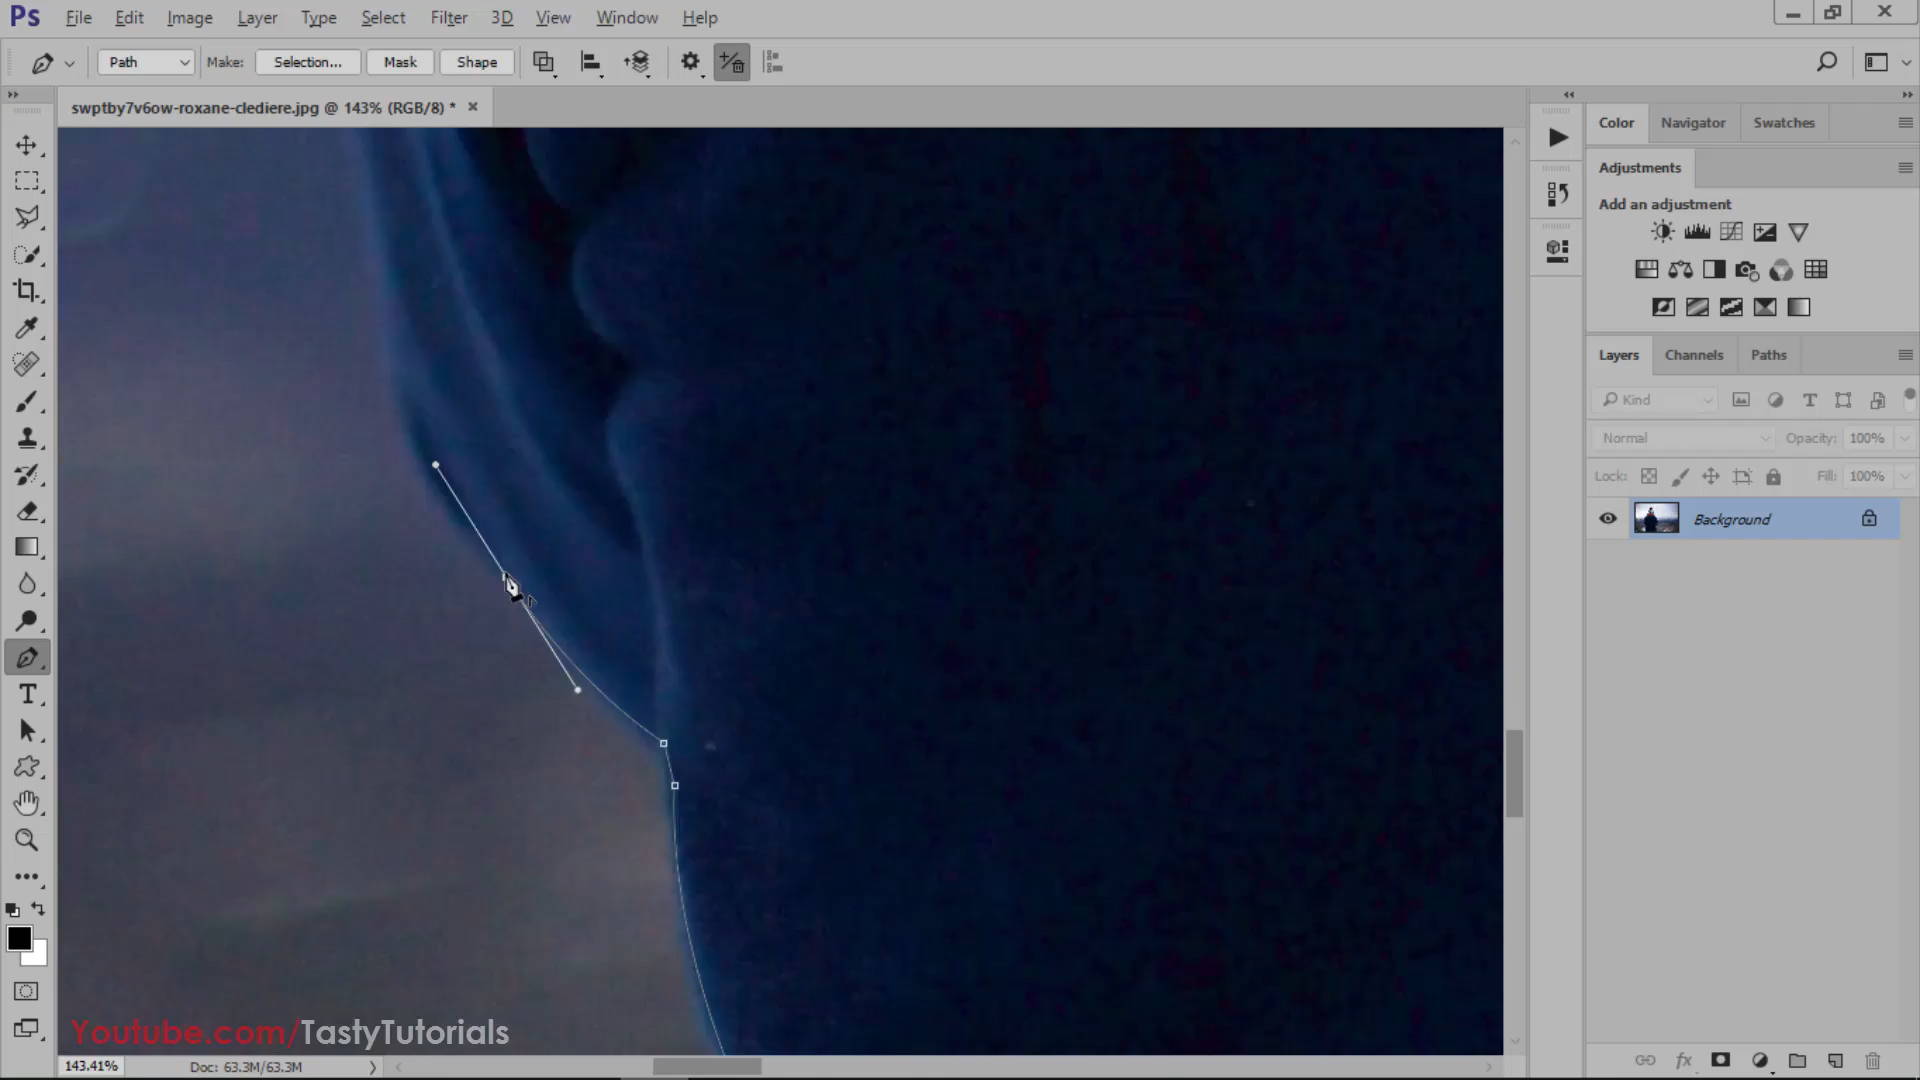 Ps File Edit Image Layer Type Select Filter 3D View Window Help
Path Make: Selection... Mask Shape
swptby7v6ow-roxane-clediere.jpg @ 143% (RGB/8) *
Color Navigator Swatches
Adjustments
Add an adjustment
Layers Channels Paths
Kind
Normal Opacity: 100%
Lock: Fill: 100%
Background
Youtube.com/TastyTutorials
143.41% Doc: 63.3M/63.3M